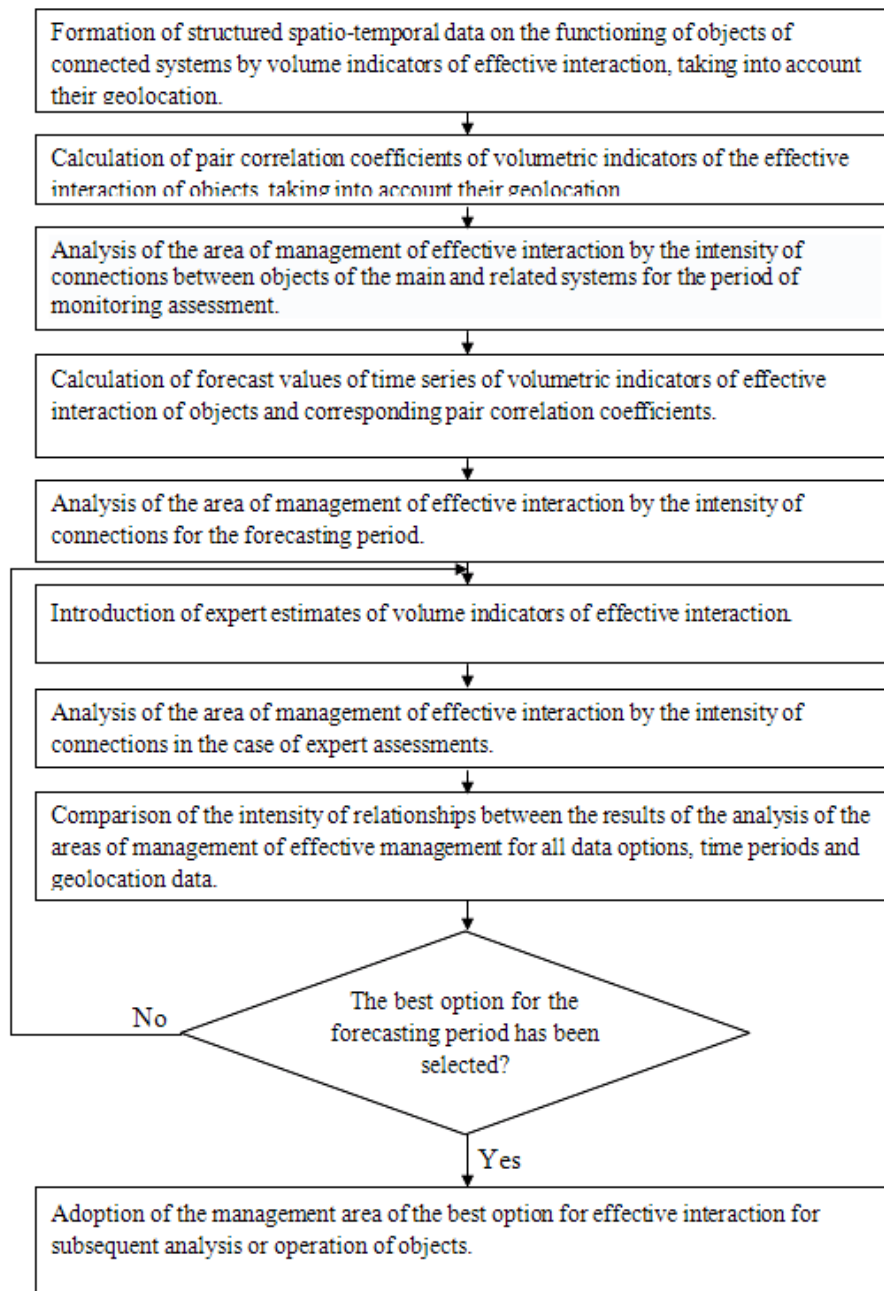 Formation of structured spatio-temporal data on the functioning of objects of
connected systems by volume indicators of effective interaction, taking into account
their geolocation.
Calculation of pair correlation coefficients of volumetric indicators of the effective
interaction of objects, taking into account their geolocation
Analysis of the area of management of effective interaction by the intensity of
connections between objects of the main and related systems for the period of
monitoring assessment.
Calculation of forecast values of time series of volumetric indicators of effective
interaction of objects and corresponding pair correlation coefficients.
Analysis of the area of management of effective interaction by the intensity of
connections for the forecasting period.
Introduction of expert estimates of volume indicators of effective interaction.
Analysis of the area of management of effective interaction by the intensity of
connections in the case of expert assessments.
Comparison of the intensity of relationships between the results of the analysis of the
areas of management of effective management for all data options, time periods and
geolocation data.
The best option for the
forecasting period has been
selected?
No
Yes
Adoption of the management area of the best option for effective interaction for
subsequent analysis or operation of objects.